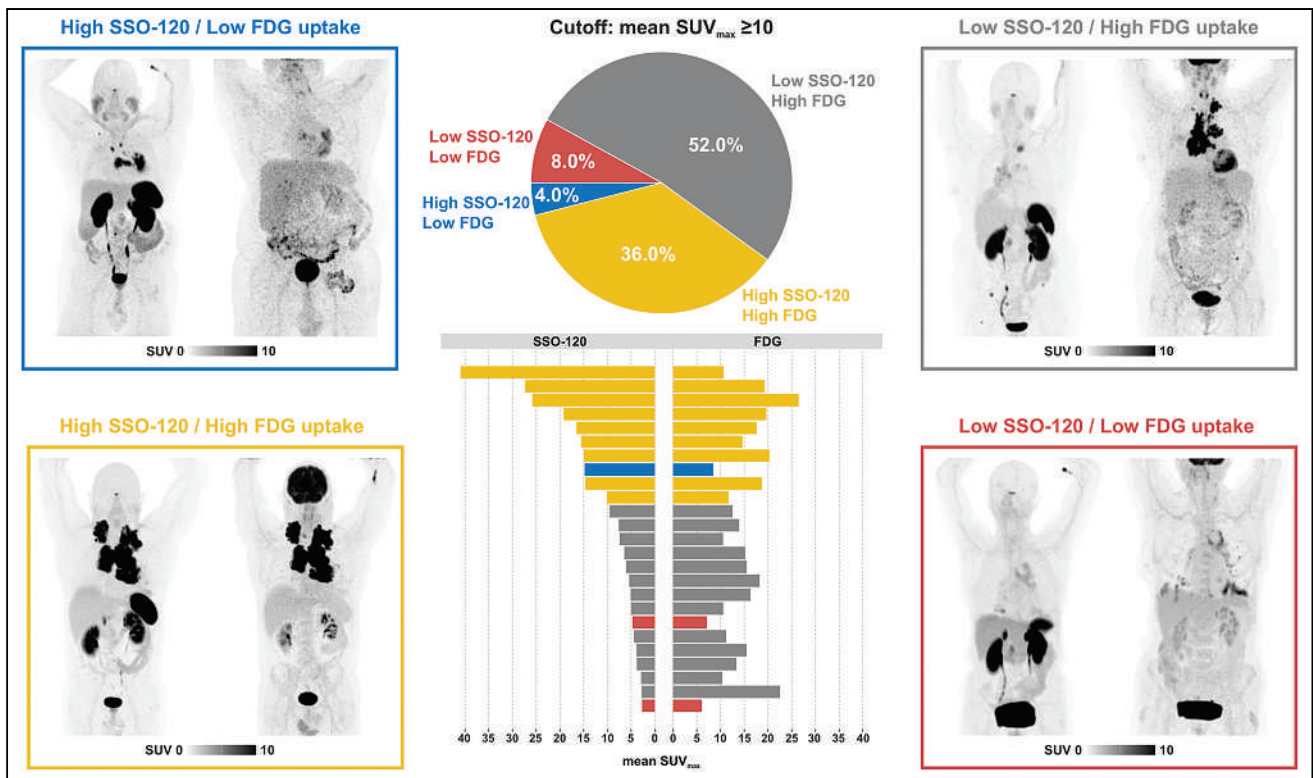 High SSO-120 / Low FDG uptake
SUV 0 10
Cutoff: mean SUVmax ≥10
Low SSO-120
High FDG
52.0%
Low SSO-120
Low FDG
8.0%
High SSO-120
Low FDG
4.0%
36.0%
High SSO-120
High FDG
Low SSO-120 / High FDG uptake
SUV 0 10
High SSO-120 / High FDG uptake
SUV 0 10
SSO-120 FDG
40 35 30 25 20 15 10 5 0 0 5 10 15 20 25 30 35 40
mean SUVmax
Low SSO-120 / Low FDG uptake
SUV 0 10